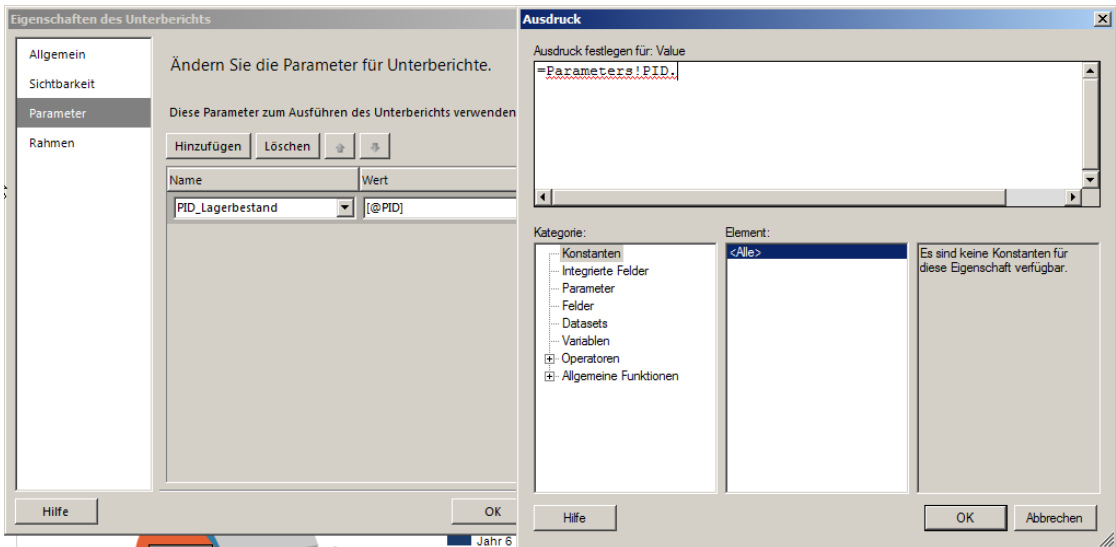 Eigenschaften des Unterberichts
Allgemein
Sichtbarkeit
Parameter
Rahmen
Ändern Sie die Parameter für Unterberichte.
Diese Parameter zum Ausführen des Unterberichts verwenden
Hinzufügen Löschen
Name Wert
PID_Lagerbestand [@PID]
Hilfe OK
Jahr 6
Ausdruck
Ausdruck festlegen für: Value
=Parameters!PID.
Kategorie: Element:
Konstanten
Integrierte Felder
Parameter
Felder
Datasets
Variablen
Operatoren
Allgemeine Funktionen
<Alle>
Es sind keine Konstanten für
diese Eigenschaft verfügbar.
Hilfe OK Abbrechen